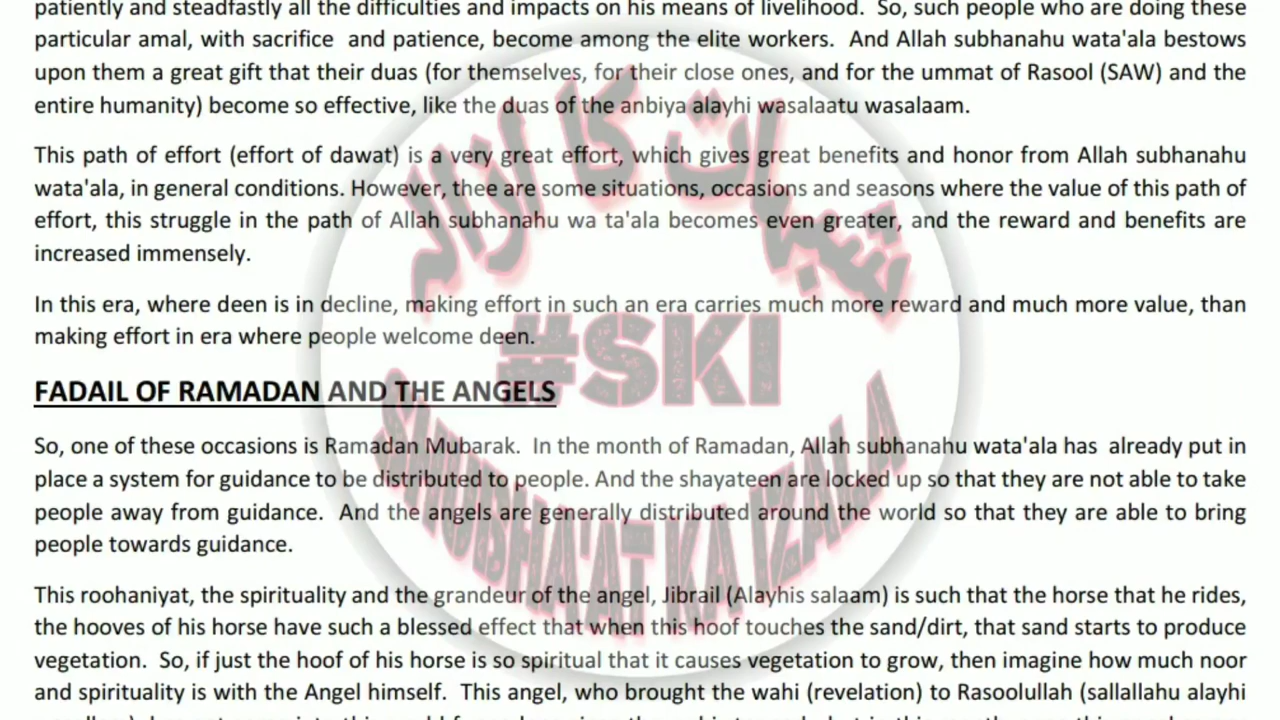 patiently and steadfastly all the difficulties and impacts on his means of livelihood. So, such people who are doing these
particular amal, with sacrifice and patience, become among the elite workers. And Allah subhanahu wata'ala bestows
upon them a great gift that their duas (for themselves, for their close ones, and for the ummat of Rasool (SAW) and the
entire humanity) become so effective, like the duas of the anbiya alayhi wasalaatu wasalaam.
This path of effort (effort of dawat) is a very great effort, which gives great benefits and honor from Allah subhanahu
wata'ala, in general conditions. However, thee are some situations, occasions and seasons where the value of this path of
effort, this struggle in the path of Allah subhanahu wa ta'ala becomes even greater, and the reward and benefits are
increased immensely.
In this era, where deen is in decline, making effort in such an era carries much more reward and much more value, than
making effort in era where people welcome deen.
FADAIL OF RAMADAN AND THE ANGELS
So, one of these occasions is Ramadan Mubarak. In the month of Ramadan, Allah subhanahu wata'ala has already put in
place a system for guidance to be distributed to people. And the shayateen are locked up so that they are not able to take
people away from guidance. And the angels are generally distributed around the world so that they are able to bring
people towards guidance.
This roohaniyat, the spirituality and the grandeur of the angel, Jibrail (Alayhis salaam) is such that the horse that he rides,
the hooves of his horse have such a blessed effect that when this hoof touches the sand/dirt, that sand starts to produce
vegetation. So, if just the hoof of his horse is so spiritual that it causes vegetation to grow, then imagine how much noor
and spirituality is with the Angel himself. This angel, who brought the wahi (revelation) to Rasoolullah (sallallahu alayhi
شبہات کا ازالہ
#SKI
SHUBHA'AT KA IZALA